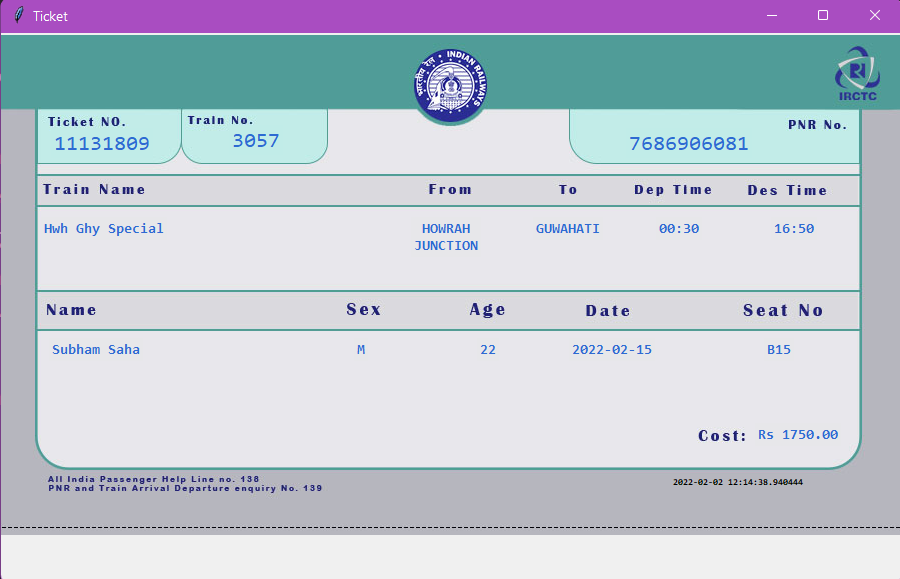 Ticket
INDIAN RAILWAYS
भारतीय रेल
IRCTC
Ticket NO.
11131809
Train No.
3057
PNR No.
7686906081
Train Name From To Dep Time Des Time
Hwh Ghy Special HOWRAH JUNCTION GUWAHATI 00:30 16:50
Name Sex Age Date Seat No
Subham Saha M 22 2022-02-15 B15
Cost: Rs 1750.00
All India Passenger Help Line no. 138
PNR and Train Arrival Departure enquiry No. 139
2022-02-02 12:14:38.940444